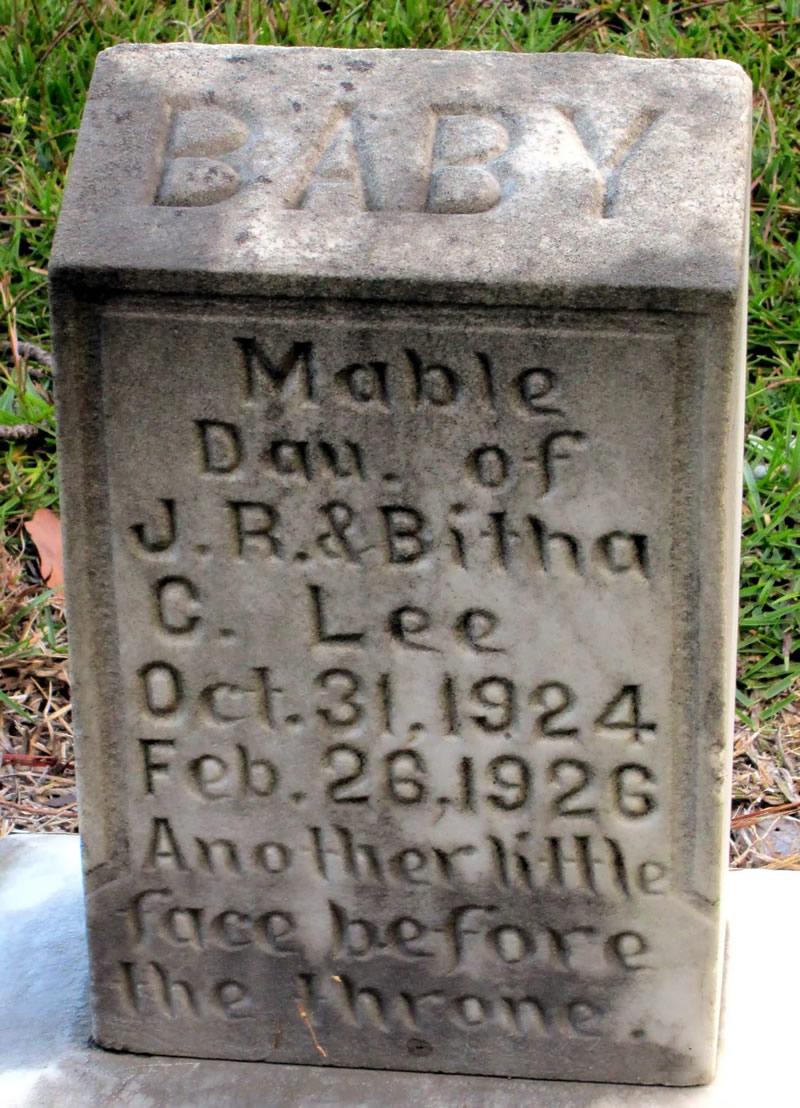 BABY
Mable
Dau. of
J. R. & Bitha
C. Lee
Oct. 31, 1924
Feb. 26, 1926
Another little
face before
the throne.